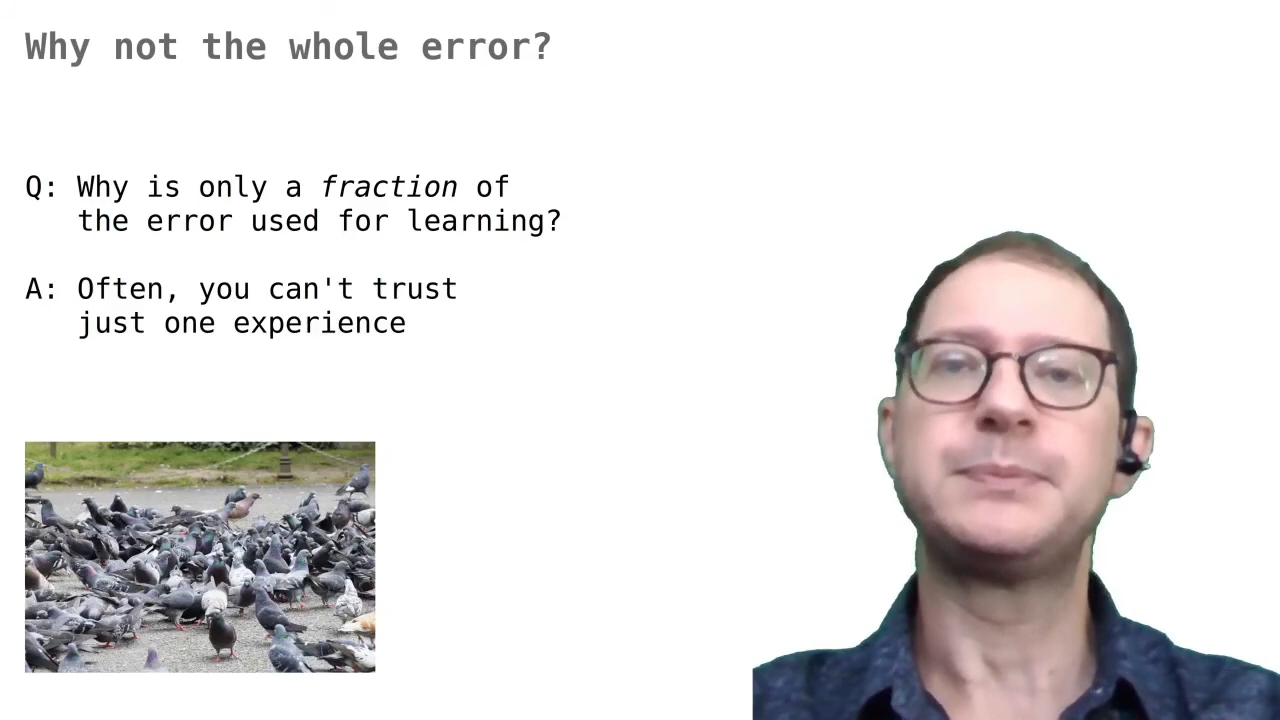 Why not the whole error?
Q: Why is only a fraction of
the error used for learning?
A: Often, you can't trust
just one experience